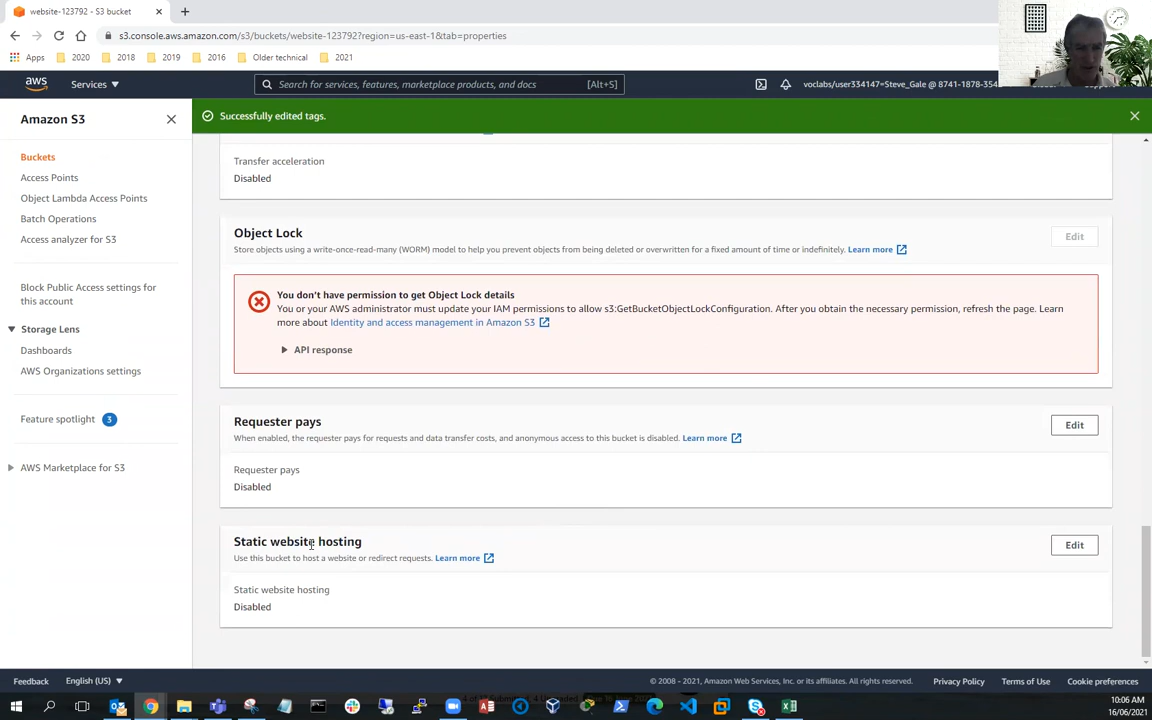 website-123792 - S3 bucket
s3.console.aws.amazon.com/s3/buckets/website-123792?region=us-east-1&tab=properties
Apps 2020 2018 2019 2016 Older technical 2021
aws Services Search for services, features, marketplace products, and docs [Alt+S] voclabs/user334147=Steve_Gale @ 8741-1878-354
Amazon S3
Successfully edited tags.
Buckets
Access Points
Object Lambda Access Points
Batch Operations
Access analyzer for S3
Block Public Access settings for this account
Storage Lens
Dashboards
AWS Organizations settings
Feature spotlight 3
AWS Marketplace for S3
Transfer acceleration
Disabled
Object Lock
Edit
Store objects using a write-once-read-many (WORM) model to help you prevent objects from being deleted or overwritten for a fixed amount of time or indefinitely. Learn more
You don't have permission to get Object Lock details
You or your AWS administrator must update your IAM permissions to allow s3:GetBucketObjectLockConfiguration. After you obtain the necessary permission, refresh the page. Learn
more about Identity and access management in Amazon S3
API response
Requester pays
Edit
When enabled, the requester pays for requests and data transfer costs, and anonymous access to this bucket is disabled. Learn more
Requester pays
Disabled
Static website hosting
Edit
Use this bucket to host a website or redirect requests. Learn more
Static website hosting
Disabled
Feedback English (US) © 2008 - 2021, Amazon Web Services, Inc. or its affiliates. All rights reserved. Privacy Policy Terms of Use Cookie preferences
10:06 AM
16/06/2021